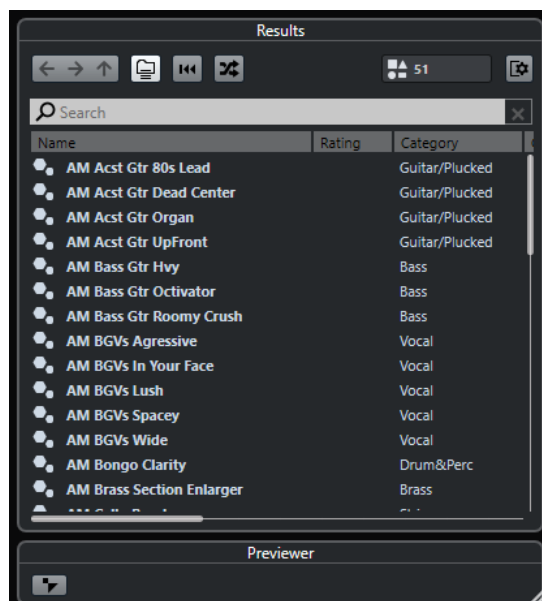 Results
51
Search
Name Rating Category
AM Acst Gtr 80s Lead Guitar/Plucked
AM Acst Gtr Dead Center Guitar/Plucked
AM Acst Gtr Organ Guitar/Plucked
AM Acst Gtr UpFront Guitar/Plucked
AM Bass Gtr Hvy Bass
AM Bass Gtr Octivator Bass
AM Bass Gtr Roomy Crush Bass
AM BGVs Agressive Vocal
AM BGVs In Your Face Vocal
AM BGVs Lush Vocal
AM BGVs Spacey Vocal
AM BGVs Wide Vocal
AM Bongo Clarity Drum&Perc
AM Brass Section Enlarger Brass
Previewer